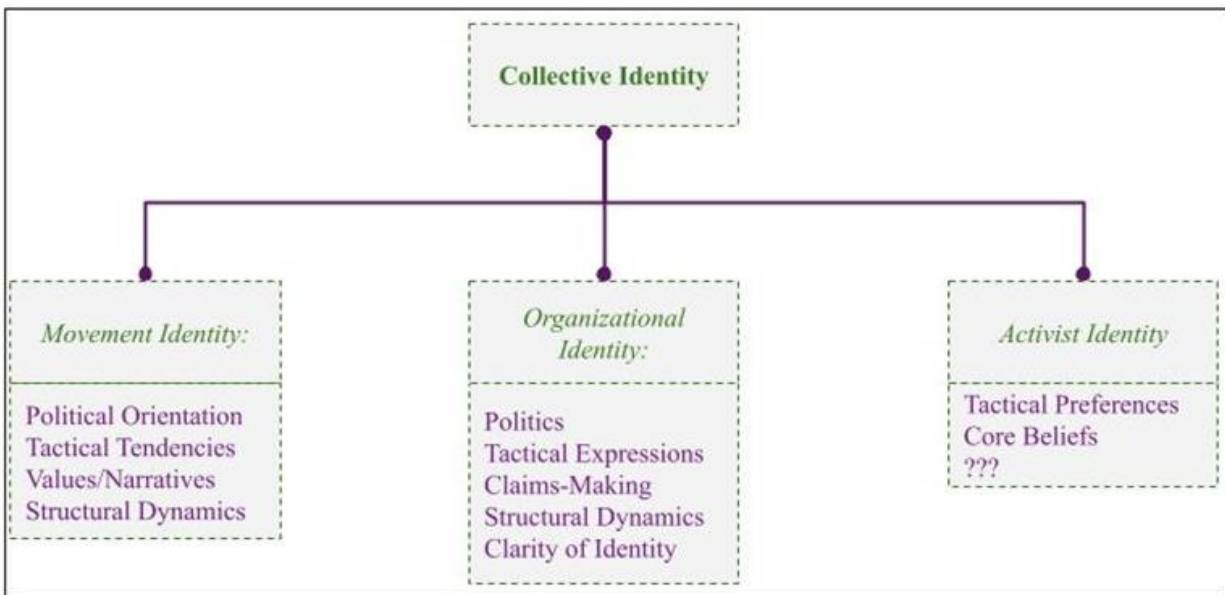 Collective Identity
Movement Identity:
Political Orientation
Tactical Tendencies
Values/Narratives
Structural Dynamics
Organizational
Identity:
Politics
Tactical Expressions
Claims-Making
Structural Dynamics
Clarity of Identity
Activist Identity
Tactical Preferences
Core Beliefs
???